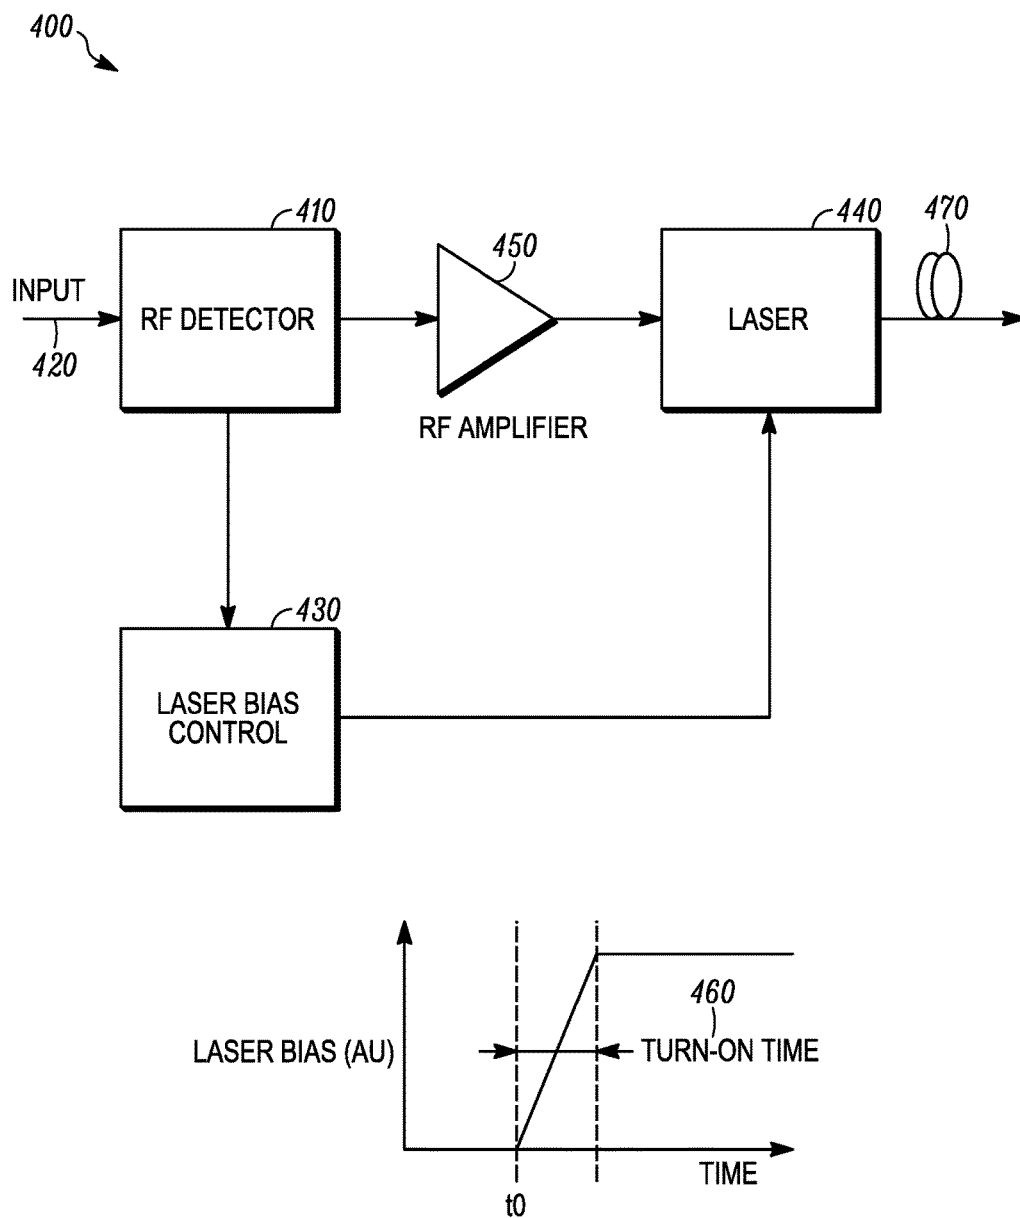 400
410
440
470
450
INPUT
RF DETECTOR
LASER
420
RF AMPLIFIER
430
LASER BIAS
CONTROL
460
LASER BIAS (AU)
TURN-ON TIME
TIME
t0